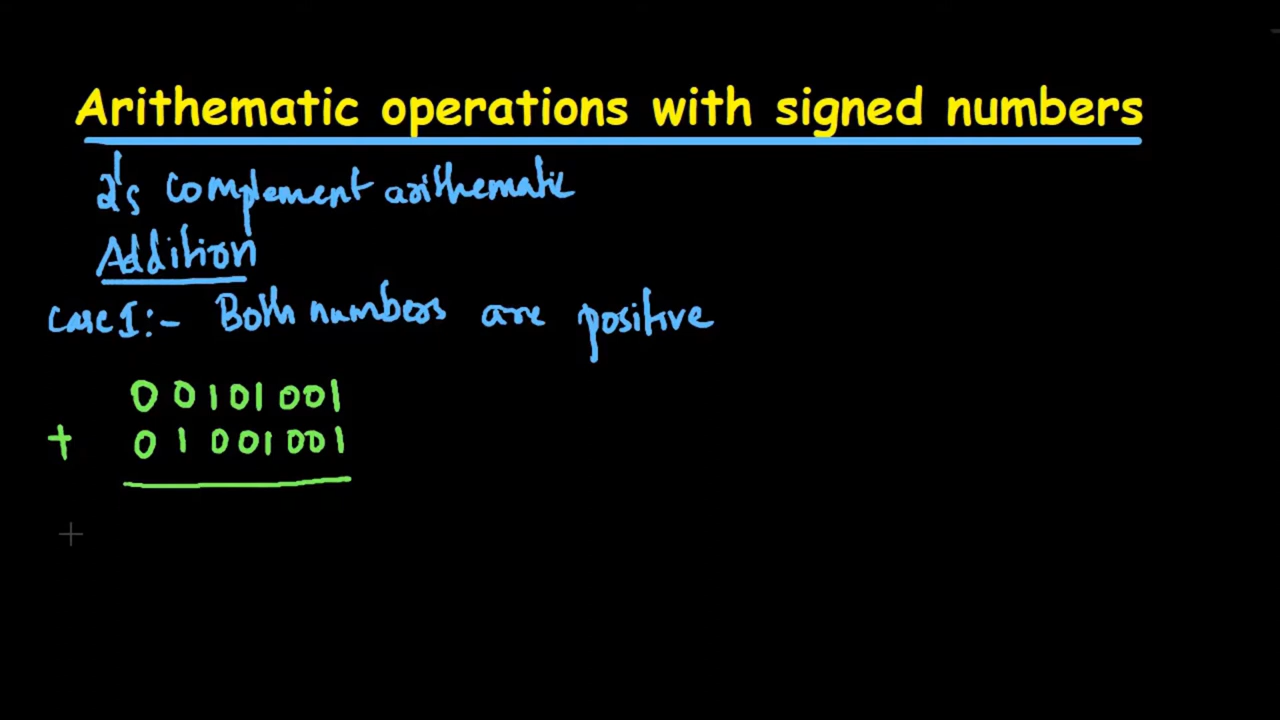 Arithematic operations with signed numbers
2's complement arithematic
Addition
case I:- Both numbers are positive
0 0 1 0 1 0 0 1
+ 0 1 0 0 1 0 0 1